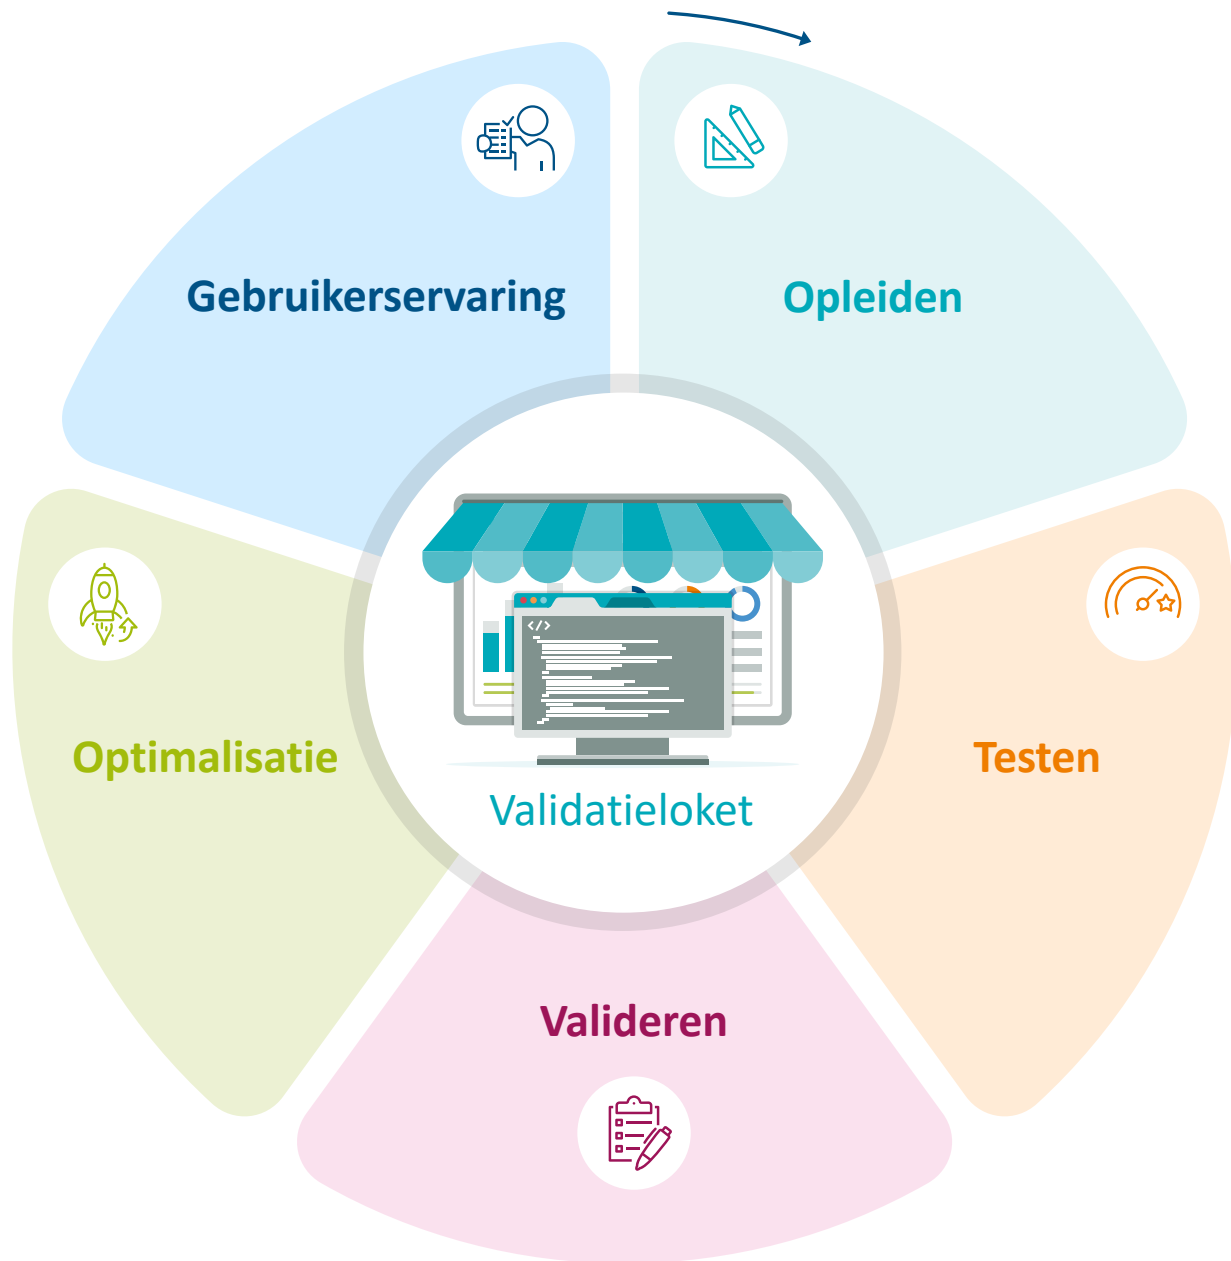 Gebruikerservaring
Opleiden
</>
Optimalisatie
Testen
Validatieloket
Valideren